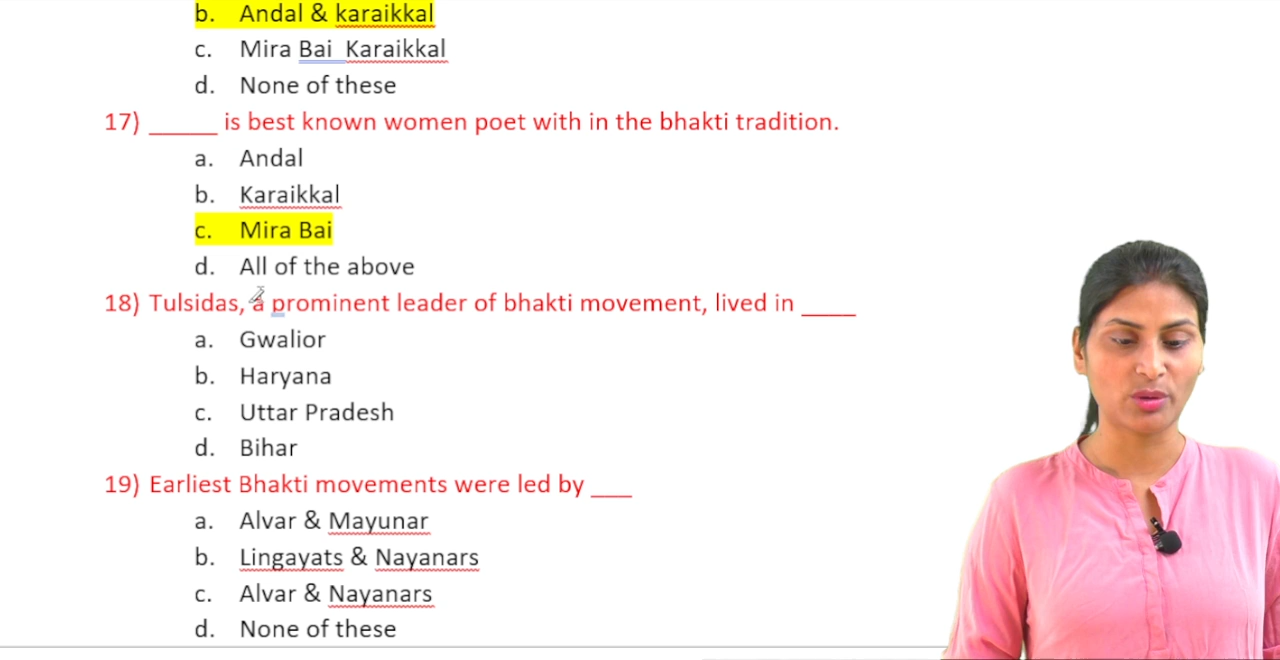 b. Andal & karaikkal
c. Mira Bai Karaikkal
d. None of these
17) _____ is best known women poet with in the bhakti tradition.
a. Andal
b. Karaikkal
c. Mira Bai
d. All of the above
18) Tulsidas, a prominent leader of bhakti movement, lived in ____
a. Gwalior
b. Haryana
c. Uttar Pradesh
d. Bihar
19) Earliest Bhakti movements were led by ___
a. Alvar & Mayunar
b. Lingayats & Nayanars
c. Alvar & Nayanars
d. None of these